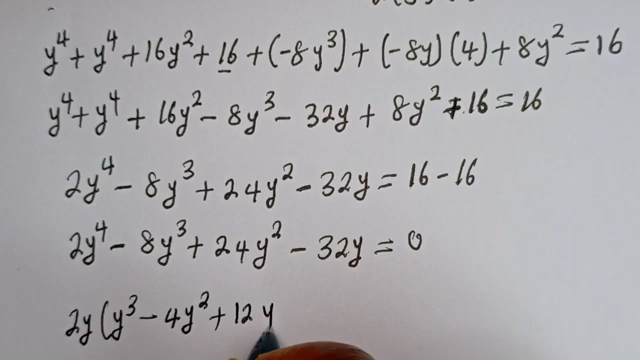 y⁴ + y⁴ + 16y² + 16 + (-8y³) + (-8y)(4) + 8y² = 16
y⁴ + y⁴ + 16y² - 8y³ - 32y + 8y² + 16 = 16
2y⁴ - 8y³ + 24y² - 32y = 16 - 16
2y⁴ - 8y³ + 24y² - 32y = 0
2y(y³ - 4y² + 12y